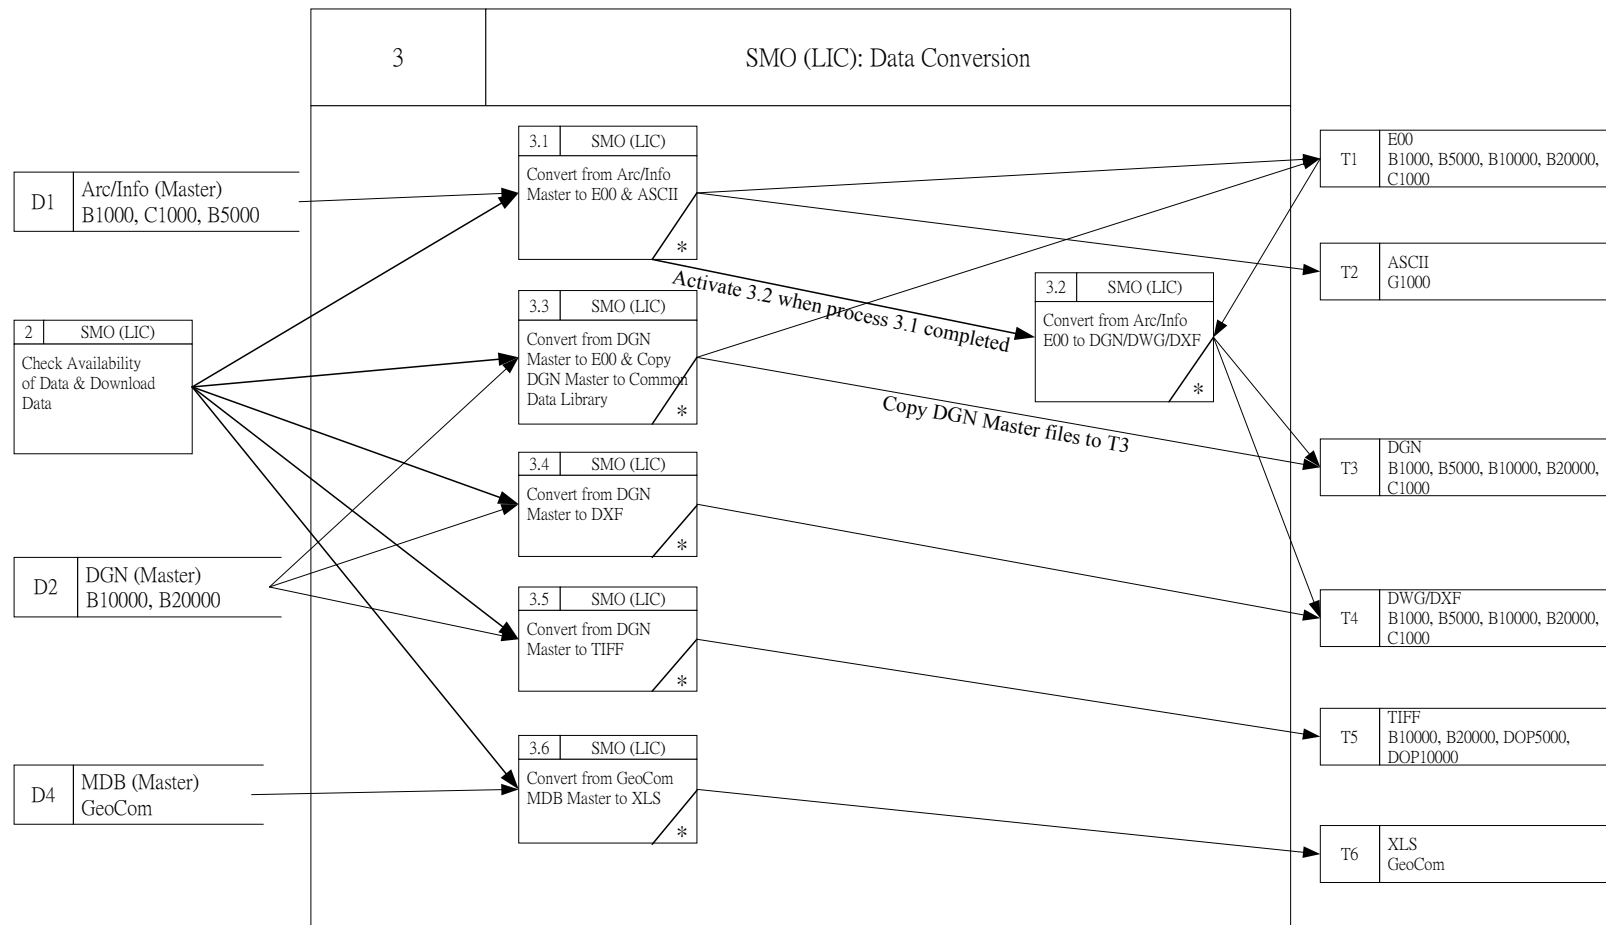 3
SMO (LIC): Data Conversion
D1
Arc/Info (Master)
B1000, C1000, B5000
2
SMO (LIC)
Check Availability
of Data & Download
Data
D2
DGN (Master)
B10000, B20000
D4
MDB (Master)
GeoCom
3.1
SMO (LIC)
Convert from Arc/Info
Master to E00 & ASCII
*
Activate 3.2 when process 3.1 completed
3.3
SMO (LIC)
Convert from DGN
Master to E00 & Copy
DGN Master to Common
Data Library
*
Copy DGN Master files to T3
3.4
SMO (LIC)
Convert from DGN
Master to DXF
*
3.5
SMO (LIC)
Convert from DGN
Master to TIFF
*
3.6
SMO (LIC)
Convert from GeoCom
MDB Master to XLS
*
3.2
SMO (LIC)
Convert from Arc/Info
E00 to DGN/DWG/DXF
*
T1
E00
B1000, B5000, B10000, B20000,
C1000
T2
ASCII
G1000
T3
DGN
B1000, B5000, B10000, B20000,
C1000
T4
DWG/DXF
B1000, B5000, B10000, B20000,
C1000
T5
TIFF
B10000, B20000, DOP5000,
DOP10000
T6
XLS
GeoCom